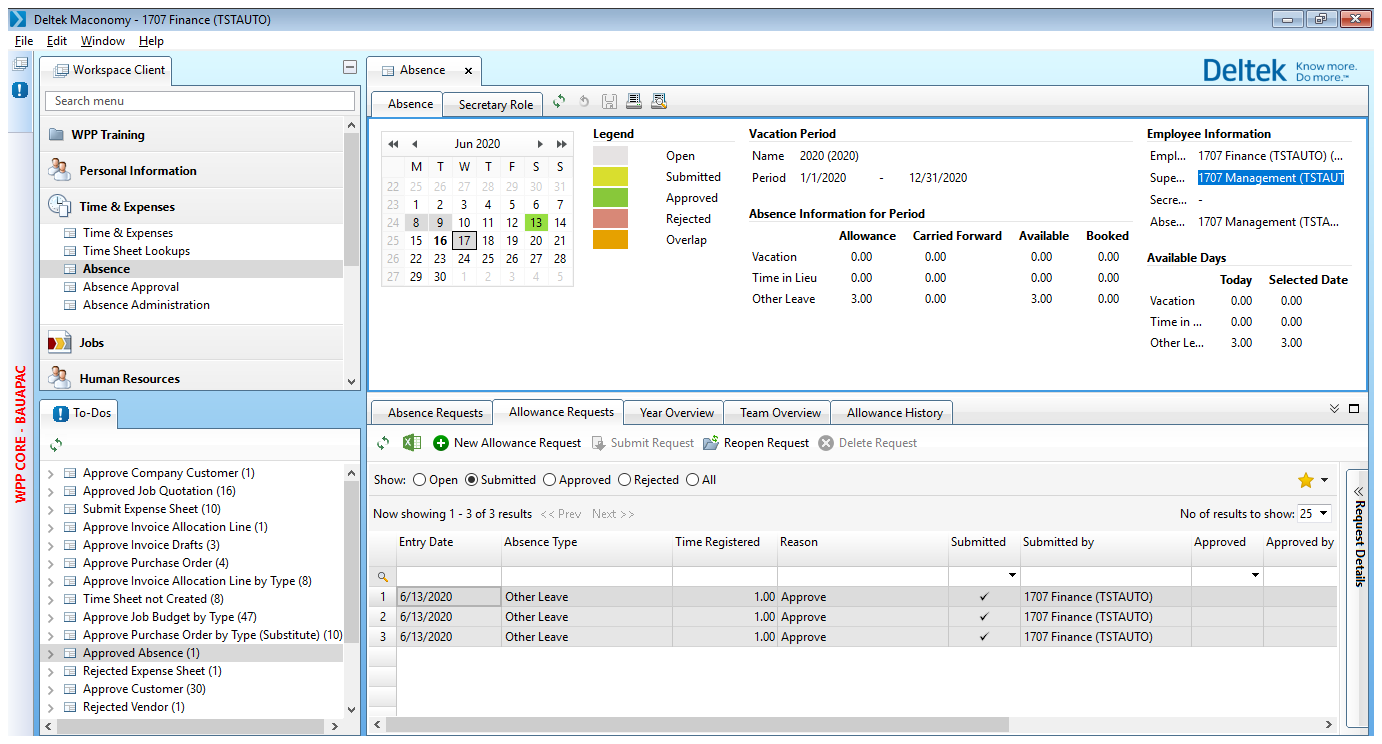 Deltek Maconomy - 1707 Finance (TSTAUTO)
File Edit Window Help
WPP CORE - BAUAPAC
Workspace Client
Search menu
WPP Training
Personal Information
Time & Expenses
Time & Expenses
Time Sheet Lookups
Absence
Absence Approval
Absence Administration
Jobs
Human Resources
To-Dos
Approve Company Customer (1)
Approved Job Quotation (16)
Submit Expense Sheet (10)
Approve Invoice Allocation Line (1)
Approve Invoice Drafts (3)
Approve Purchase Order (4)
Approve Invoice Allocation Line by Type (8)
Time Sheet not Created (8)
Approve Job Budget by Type (47)
Approve Purchase Order by Type (Substitute) (10)
Approved Absence (1)
Rejected Expense Sheet (1)
Approve Customer (30)
Rejected Vendor (1)
Absence x
Deltek Know more. Do more.™
Absence Secretary Role
Jun 2020
M T W T F S S
22 25 26 27 28 29 30 31
23 1 2 3 4 5 6 7
24 8 9 10 11 12 13 14
25 15 16 17 18 19 20 21
26 22 23 24 25 26 27 28
27 29 30 1 2 3 4 5
Legend
Open
Submitted
Approved
Rejected
Overlap
Vacation Period
Name 2020 (2020)
Period 1/1/2020 - 12/31/2020
Absence Information for Period
Allowance Carried Forward Available Booked
Vacation 0.00 0.00 0.00 0.00
Time in Lieu 0.00 0.00 0.00 0.00
Other Leave 3.00 0.00 3.00 0.00
Employee Information
Empl... 1707 Finance (TSTAUTO) (...
Supe... 1707 Management (TSTAUT
Secre... -
Abse... 1707 Management (TSTA...
Available Days
Today Selected Date
Vacation 0.00 0.00
Time in ... 0.00 0.00
Other Le... 3.00 3.00
Absence Requests Allowance Requests Year Overview Team Overview Allowance History
New Allowance Request Submit Request Reopen Request Delete Request
Show: Open Submitted Approved Rejected All
Now showing 1 - 3 of 3 results << Prev Next >> No of results to show: 25
Entry Date Absence Type Time Registered Reason Submitted Submitted by Approved Approved by
1 6/13/2020 Other Leave 1.00 Approve ✓ 1707 Finance (TSTAUTO)
2 6/13/2020 Other Leave 1.00 Approve ✓ 1707 Finance (TSTAUTO)
3 6/13/2020 Other Leave 1.00 Approve ✓ 1707 Finance (TSTAUTO)
Request Details